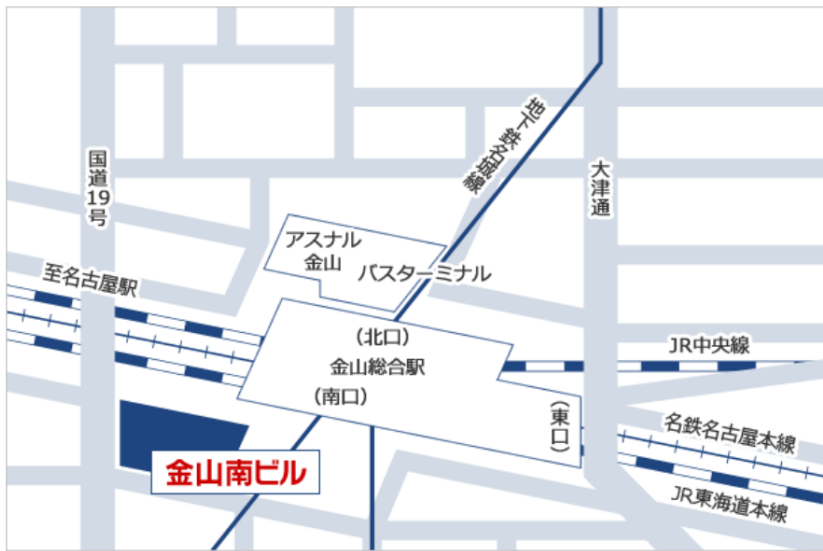 地下鉄名城線
国道19号
大津通
アスナル
金山
バスターミナル
至名古屋駅
（北口）
金山総合駅
（南口）
（東口）
JR中央線
名鉄名古屋本線
JR東海道本線
金山南ビル